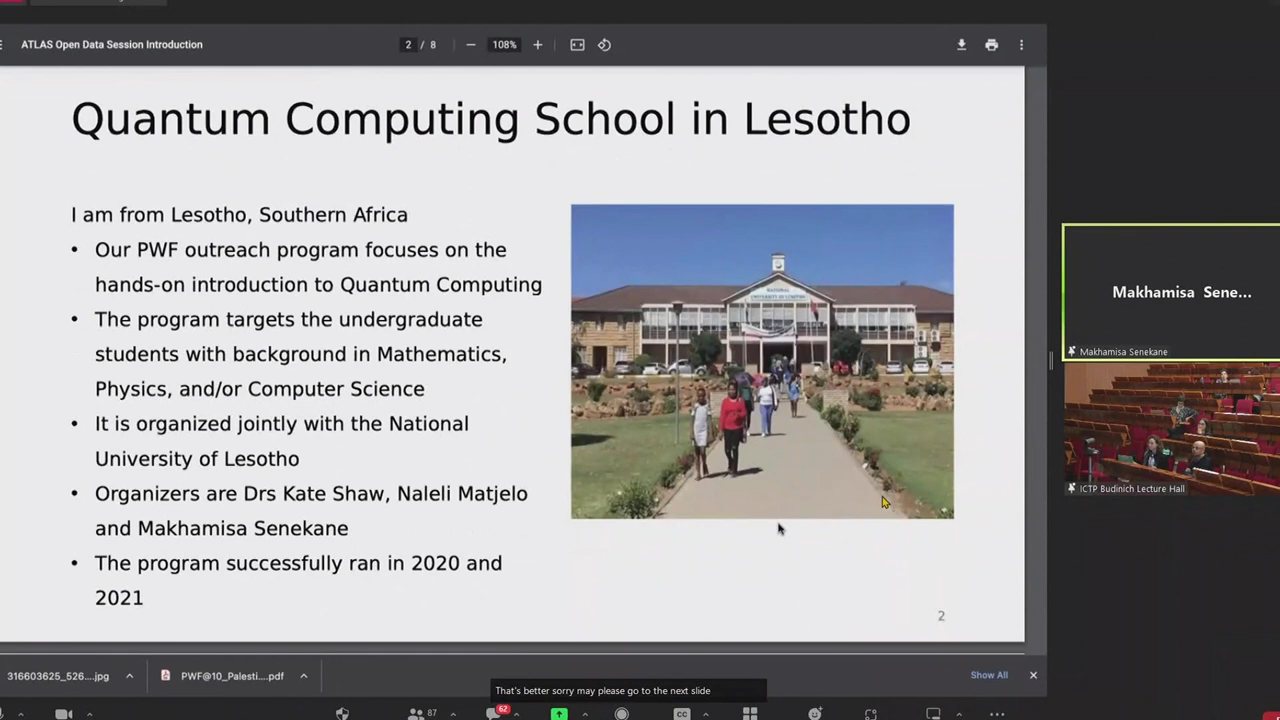 ATLAS Open Data Session Introduction
2 / 8
108%
Quantum Computing School in Lesotho
I am from Lesotho, Southern Africa
• Our PWF outreach program focuses on the
hands-on introduction to Quantum Computing
• The program targets the undergraduate
students with background in Mathematics,
Physics, and/or Computer Science
• It is organized jointly with the National
University of Lesotho
• Organizers are Drs Kate Shaw, Naleli Matjelo
and Makhamisa Senekane
• The program successfully ran in 2020 and
2021
NATIONAL
UNIVERSITY OF LESOTHO
2
Makhamisa Sene...
Makhamisa Senekane
ICTP Budinich Lecture Hall
316603625_526....jpg
PWF@10_Palesti....pdf
Show All
That's better sorry may please go to the next slide
87
62
CC